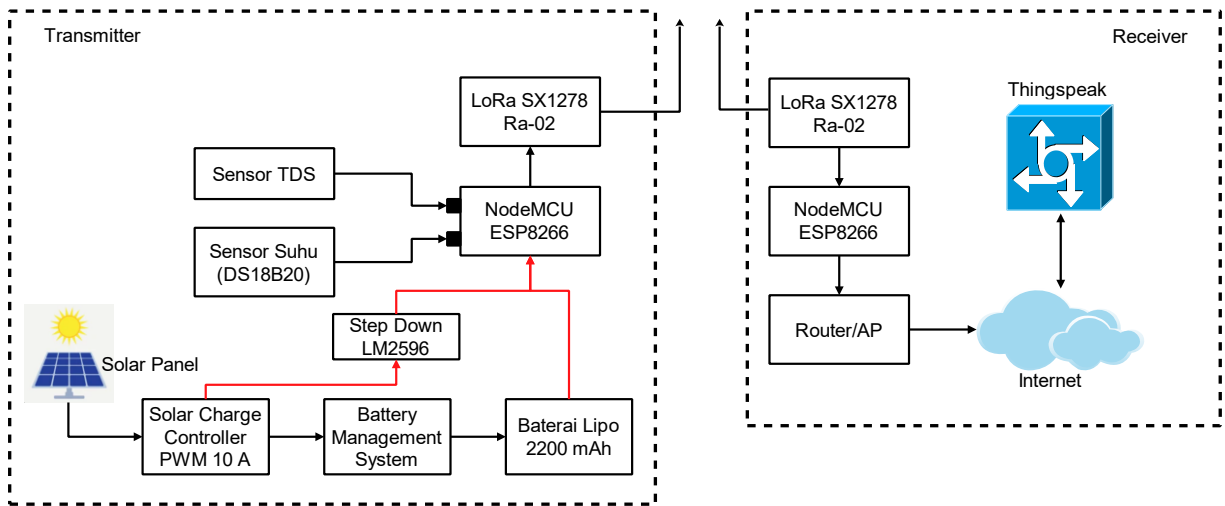 Transmitter
Receiver
LoRa SX1278
Ra-02
Sensor TDS
NodeMCU
ESP8266
Sensor Suhu
(DS18B20)
Step Down
LM2596
Solar Panel
Solar Charge
Controller
PWM 10 A
Battery
Management
System
Baterai Lipo
2200 mAh
LoRa SX1278
Ra-02
NodeMCU
ESP8266
Router/AP
Thingspeak
Internet